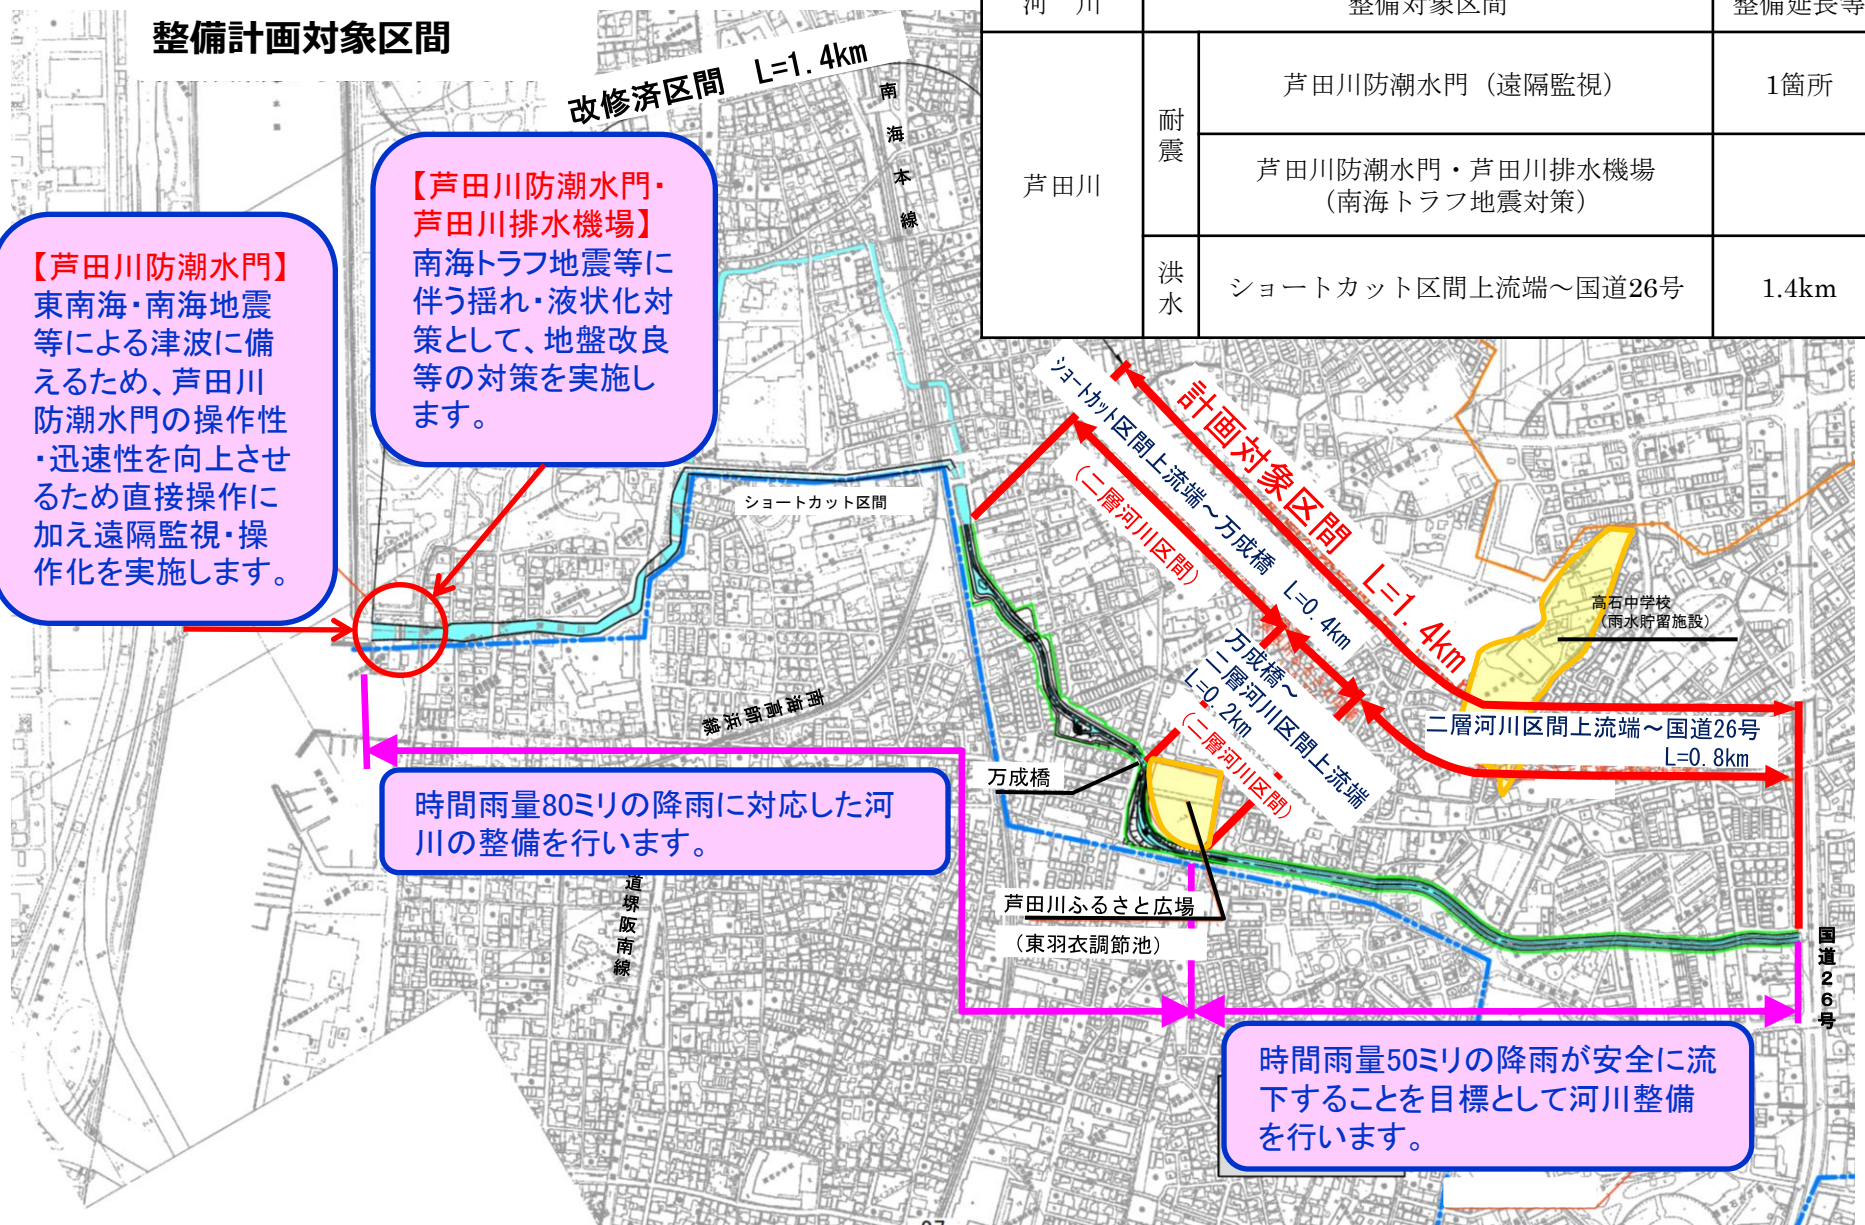 整備計画対象区間
改修済区間　L=1.4km
南海本線
河　川
整備対象区間
整備延長等
芦田川
耐震
芦田川防潮水門（遠隔監視）
1箇所
芦田川防潮水門・芦田川排水機場
（南海トラフ地震対策）
洪水
ショートカット区間上流端～国道26号
1.4km
【芦田川防潮水門】
東南海・南海地震
等による津波に備
えるため、芦田川
防潮水門の操作性
・迅速性を向上させ
るため直接操作に
加え遠隔監視・操
作化を実施します。
【芦田川防潮水門・
芦田川排水機場】
南海トラフ地震等に
伴う揺れ・液状化対
策として、地盤改良
等の対策を実施し
ます。
ショートカット区間
計画対象区間　L=1.4km
ショートカット区間上流端～万成橋　L=0.4km
（二層河川区間）
万成橋～
二層河川区間上流端
L=0.2km
（二層河川区間）
高石中学校
（雨水貯留施設）
二層河川区間上流端～国道26号
L=0.8km
南海高師浜線
万成橋
時間雨量80ミリの降雨に対応した河
川の整備を行います。
道堺阪南線
芦田川ふるさと広場
（東羽衣調節池）
国道26号
時間雨量50ミリの降雨が安全に流
下することを目標として河川整備
を行います。